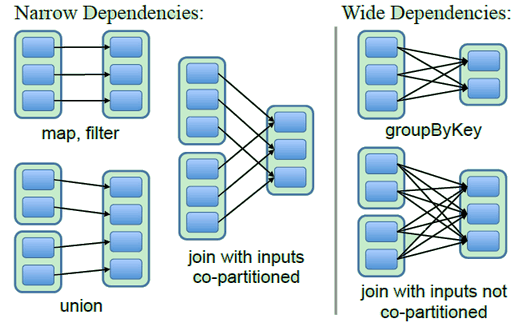 Narrow Dependencies:
map, filter
union
join with inputs
co-partitioned
Wide Dependencies:
groupByKey
join with inputs not
co-partitioned